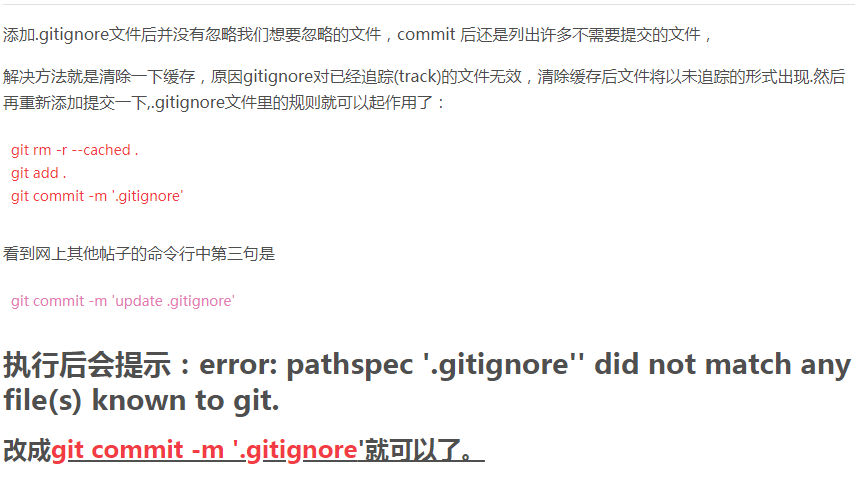 添加.gitignore文件后并没有忽略我们想要忽略的文件，commit 后还是列出许多不需要提交的文件，
解决方法就是清除一下缓存，原因gitignore对已经追踪(track)的文件无效，清除缓存后文件将以未追踪的形式出现.然后
再重新添加提交一下,.gitignore文件里的规则就可以起作用了：
git rm -r --cached .
git add .
git commit -m '.gitignore'
看到网上其他帖子的命令行中第三句是
git commit -m 'update .gitignore'
执行后会提示：error: pathspec '.gitignore'' did not match any
file(s) known to git.
改成git commit -m '.gitignore'就可以了。